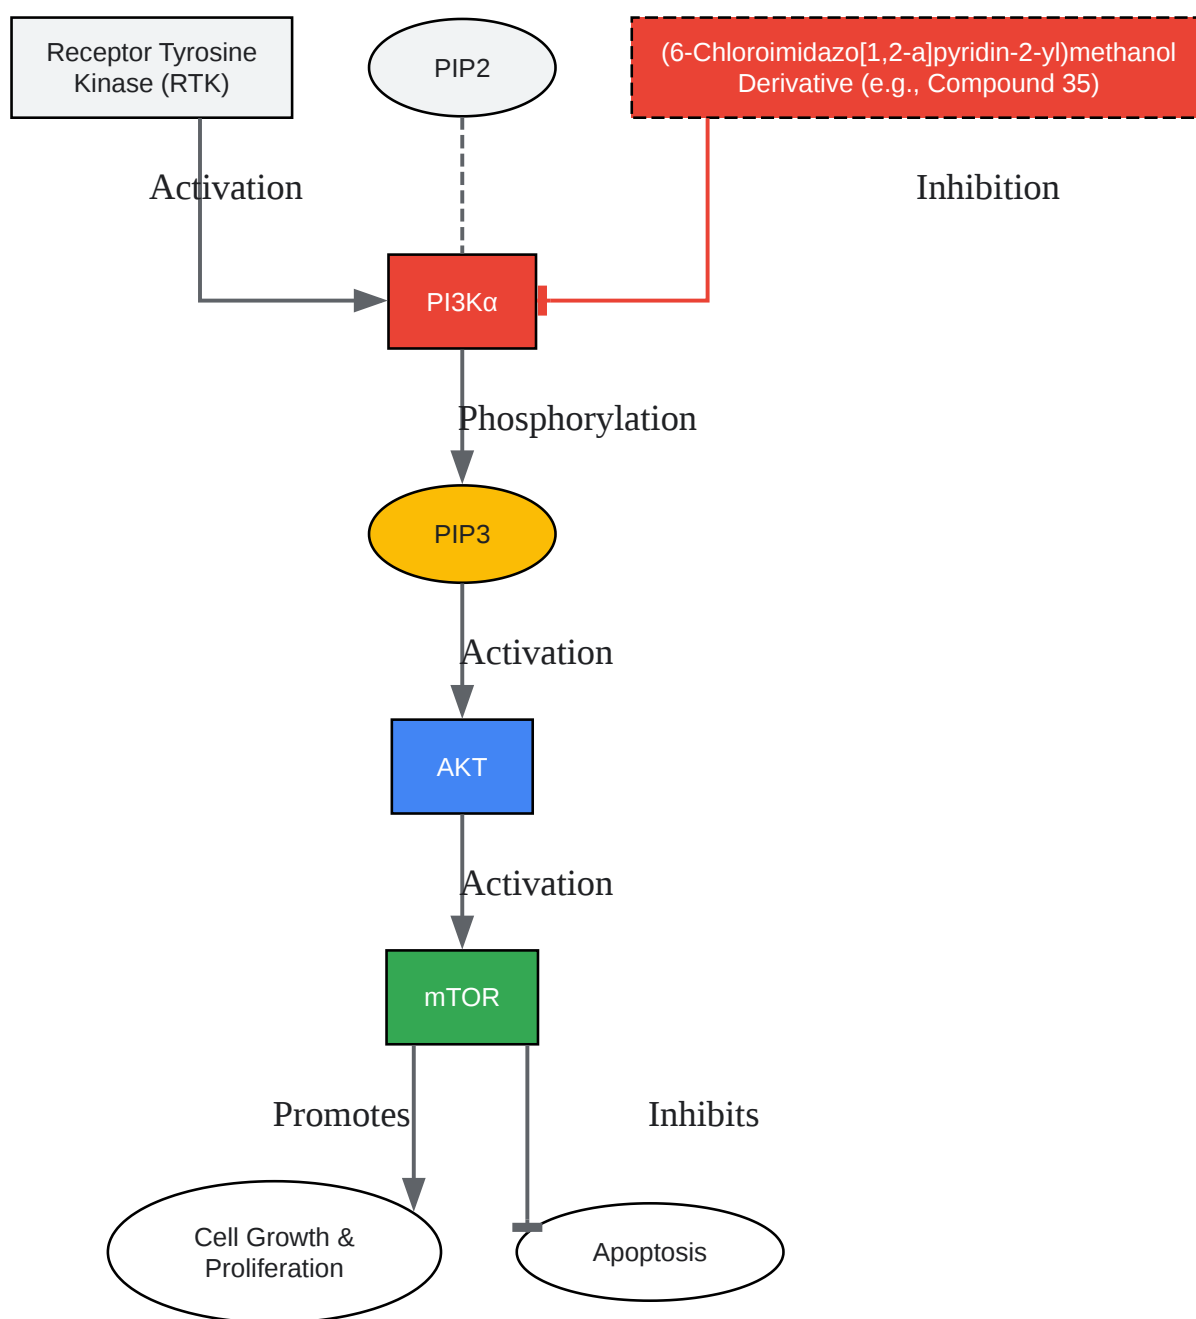 Receptor Tyrosine
Kinase (RTK)
PIP2
(6-Chloroimidazo[1,2-a]pyridin-2-yl)methanol
Derivative (e.g., Compound 35)
Activation
Inhibition
PI3Kα
Phosphorylation
PIP3
Activation
AKT
Activation
mTOR
Promotes
Inhibits
Cell Growth &
Proliferation
Apoptosis